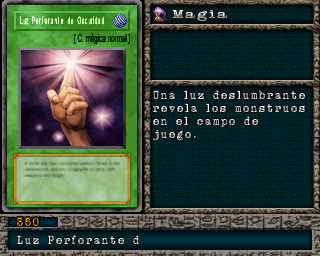 Luz Perforante de Oscuridad
[ C. mágica normal ]
Magia
Una luz deslumbrante
revela los monstruos
en el campo de
juego.
350
Luz Perforante d